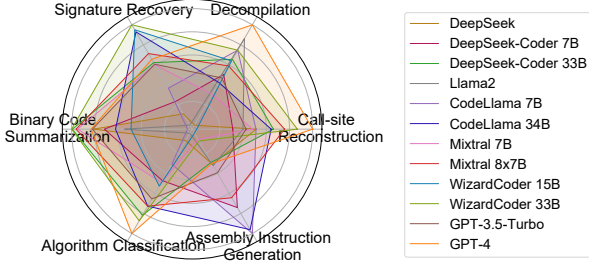 Signature Recovery
Decompilation
Binary Code
Summarization
Call-site
Reconstruction
Algorithm Classification
Assembly Instruction
Generation
DeepSeek
DeepSeek-Coder 7B
DeepSeek-Coder 33B
Llama2
CodeLlama 7B
CodeLlama 34B
Mixtral 7B
Mixtral 8x7B
WizardCoder 15B
WizardCoder 33B
GPT-3.5-Turbo
GPT-4